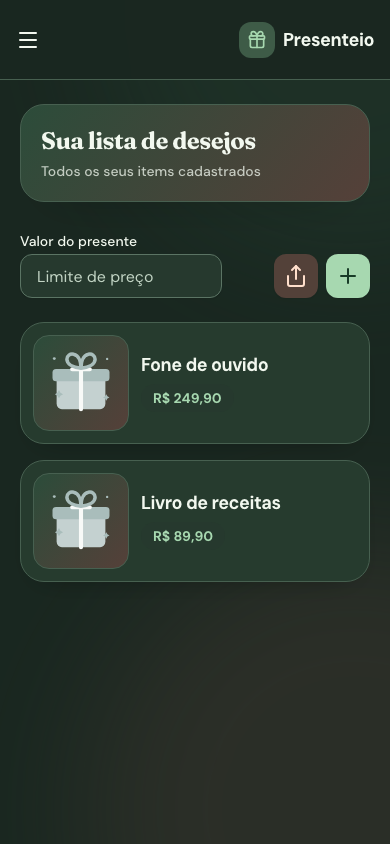 Presenteio
Sua lista de desejos
Todos os seus items cadastrados
Valor do presente
Limite de preço
Fone de ouvido
R$ 249,90
Livro de receitas
R$ 89,90